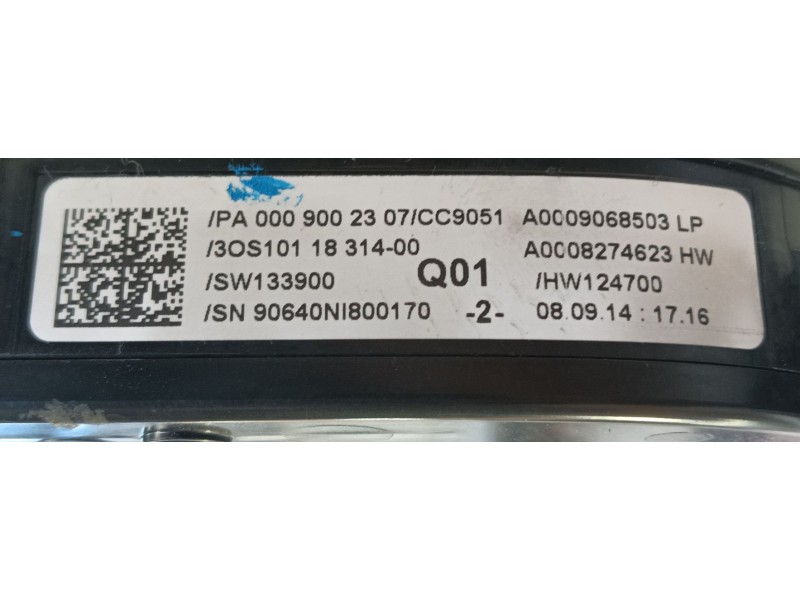 /PA 000 900 23 07/CC9051 A0009068503 LP
/3OS101 18 314-00 A0008274623 HW
/SW133900 Q01 /HW124700
/SN 90640NI800170 -2- 08.09.14 : 17.16